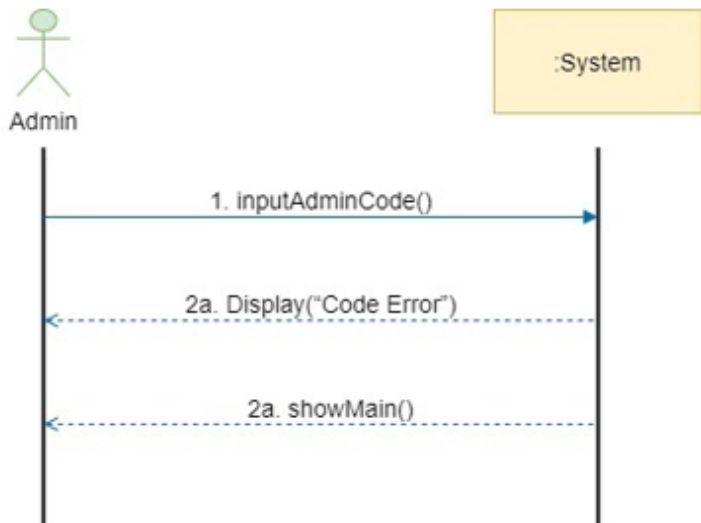 :System
Admin
1. inputAdminCode()
2a. Display(“Code Error”)
2a. showMain()